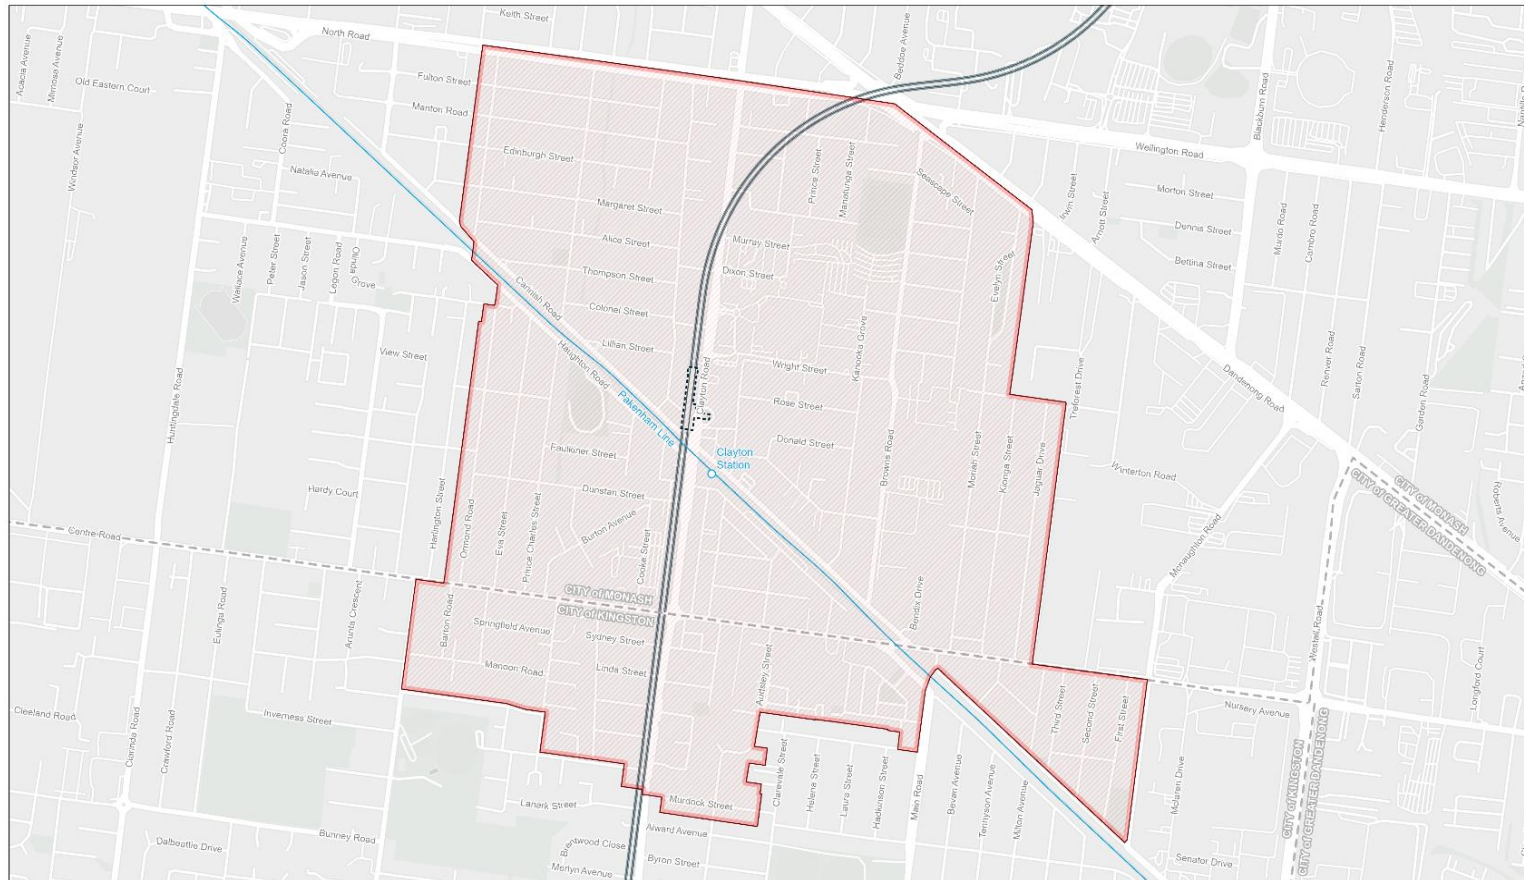 Keith Street
North Road
Acacia Avenue
Mimosa Avenue
Old Eastern Court
Fulton Street
Manton Road
Coora Road
Beddoe Avenue
Blackburn Road
Henderson Road
Wellington Road
Windsor Avenue
Natalia Avenue
Edinburgh Street
Margaret Street
Alice Street
Prince Street
Manatunga Street
Seascape Street
Irwin Street
Arnott Street
Morton Street
Dennis Street
Bettina Street
Murdo Road
Cambro Road
Wallace Avenue
Peter Street
Jason Street
Legon Road
Olinda
Grove
Murray Street
Dixon Street
Evelyn Street
Thompson Street
Colonel Street
Lillian Street
Carinish Road
Haughton Road
View Street
Huntingdale Road
Kanooka Grove
Wright Street
Clayton Road
Rose Street
Donald Street
Treforest Drive
Dandenong Road
Renver Road
Sarton Road
Garden Road
Pakenham Line
Clayton
Station
Faulkner Street
Dunstan Street
Burton Avenue
Cooke Street
Hardy Court
Harlington Street
Ormond Road
Eva Street
Prince Charles Street
Browns Road
Moriah Street
Kionga Street
Jaguar Drive
Winterton Road
CITY of MONASH
CITY of GREATER DANDENONG
Roberts Avenue
Centre Road
Monaughton Road
Eulinga Road
Arunta Crescent
CITY of MONASH
CITY of KINGSTON
Bendix Drive
Barton Road
Springfield Avenue
Sydney Street
Manoon Road
Linda Street
Audsley Street
Westall Road
Longford Court
Third Street
Second Street
First Street
Nursery Avenue
Cleeland Road
Clarinda Road
Crawford Road
Inverness Street
Clarevale Street
Helena Street
Laura Street
Hadkinson Street
Main Road
Bevan Avenue
Tennyson Avenue
Milton Avenue
Mclaren Drive
CITY of KINGSTON
CITY of GREATER DANDENONG
Lanark Street
Murdock Street
Alward Avenue
Bunney Road
Dalbeattie Drive
Brentwood Close
Byron Street
Merlyn Avenue
Senator Drive